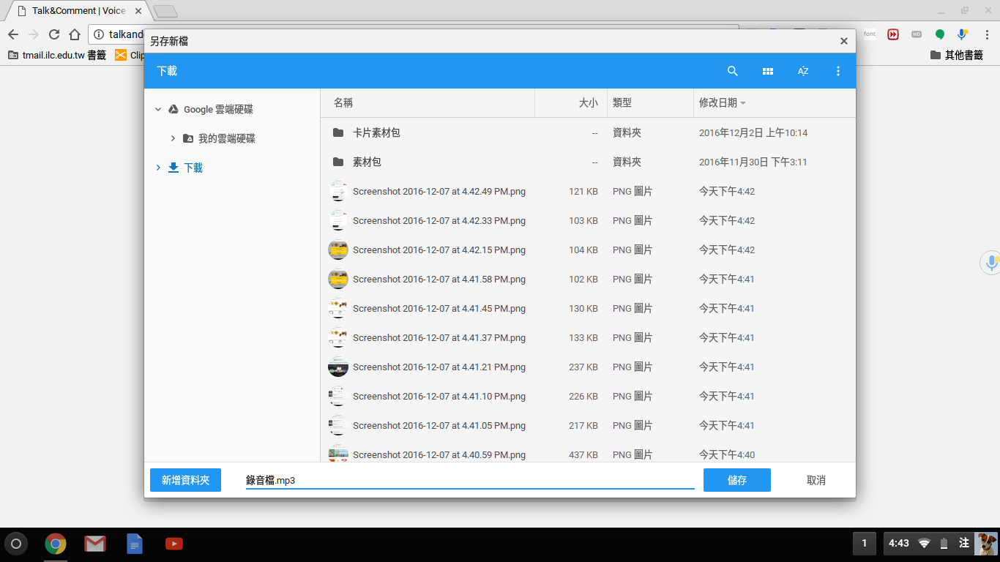 Talk&Comment | Voice
talkand
font
HD
tmail.ilc.edu.tw 書籤
Clip
其他書籤
另存新檔
下載
AZ
Google 雲端硬碟
我的雲端硬碟
下載
名稱 大小 類型 修改日期
卡片素材包 -- 資料夾 2016年12月2日 上午10:14
素材包 -- 資料夾 2016年11月30日 下午3:11
Screenshot 2016-12-07 at 4.42.49 PM.png 121 KB PNG 圖片 今天下午4:42
Screenshot 2016-12-07 at 4.42.33 PM.png 103 KB PNG 圖片 今天下午4:42
Screenshot 2016-12-07 at 4.42.15 PM.png 104 KB PNG 圖片 今天下午4:42
Screenshot 2016-12-07 at 4.41.58 PM.png 102 KB PNG 圖片 今天下午4:41
Screenshot 2016-12-07 at 4.41.45 PM.png 130 KB PNG 圖片 今天下午4:41
Screenshot 2016-12-07 at 4.41.37 PM.png 133 KB PNG 圖片 今天下午4:41
Screenshot 2016-12-07 at 4.41.21 PM.png 237 KB PNG 圖片 今天下午4:41
Screenshot 2016-12-07 at 4.41.10 PM.png 226 KB PNG 圖片 今天下午4:41
Screenshot 2016-12-07 at 4.41.05 PM.png 217 KB PNG 圖片 今天下午4:41
Screenshot 2016-12-07 at 4.40.59 PM.png 437 KB PNG 圖片 今天下午4:40
新增資料夾 錄音檔.mp3 儲存 取消
1 4:43 注